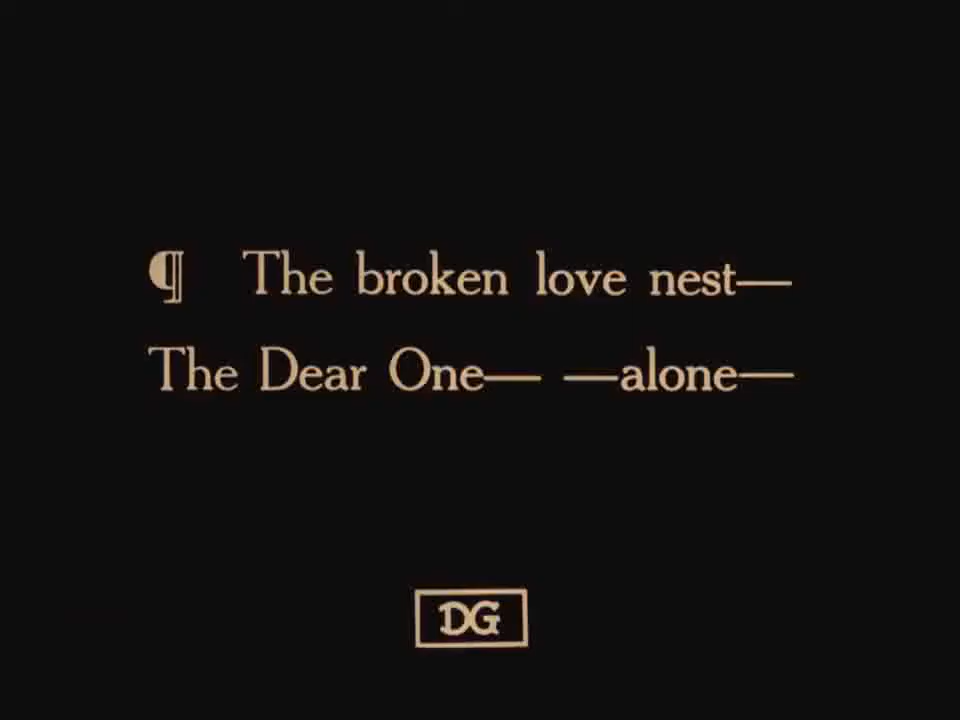 ¶ The broken love nest—
The Dear One— —alone—
DG